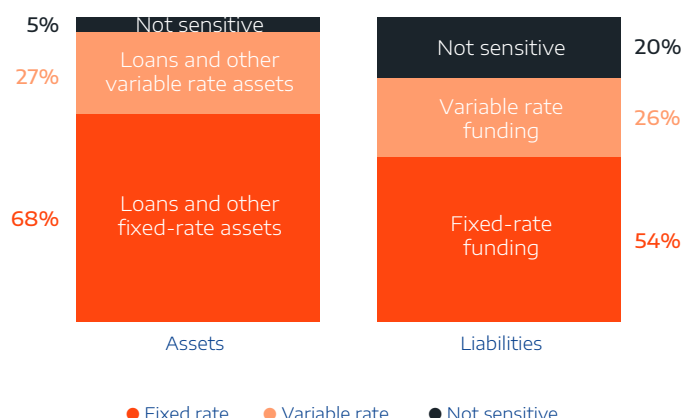 5%
Not sensitive
27%
Loans and other
variable rate assets
68%
Loans and other
fixed-rate assets
Assets
Not sensitive
20%
Variable rate
funding
26%
Fixed-rate
funding
54%
Liabilities
Fixed rate
Variable rate
Not sensitive